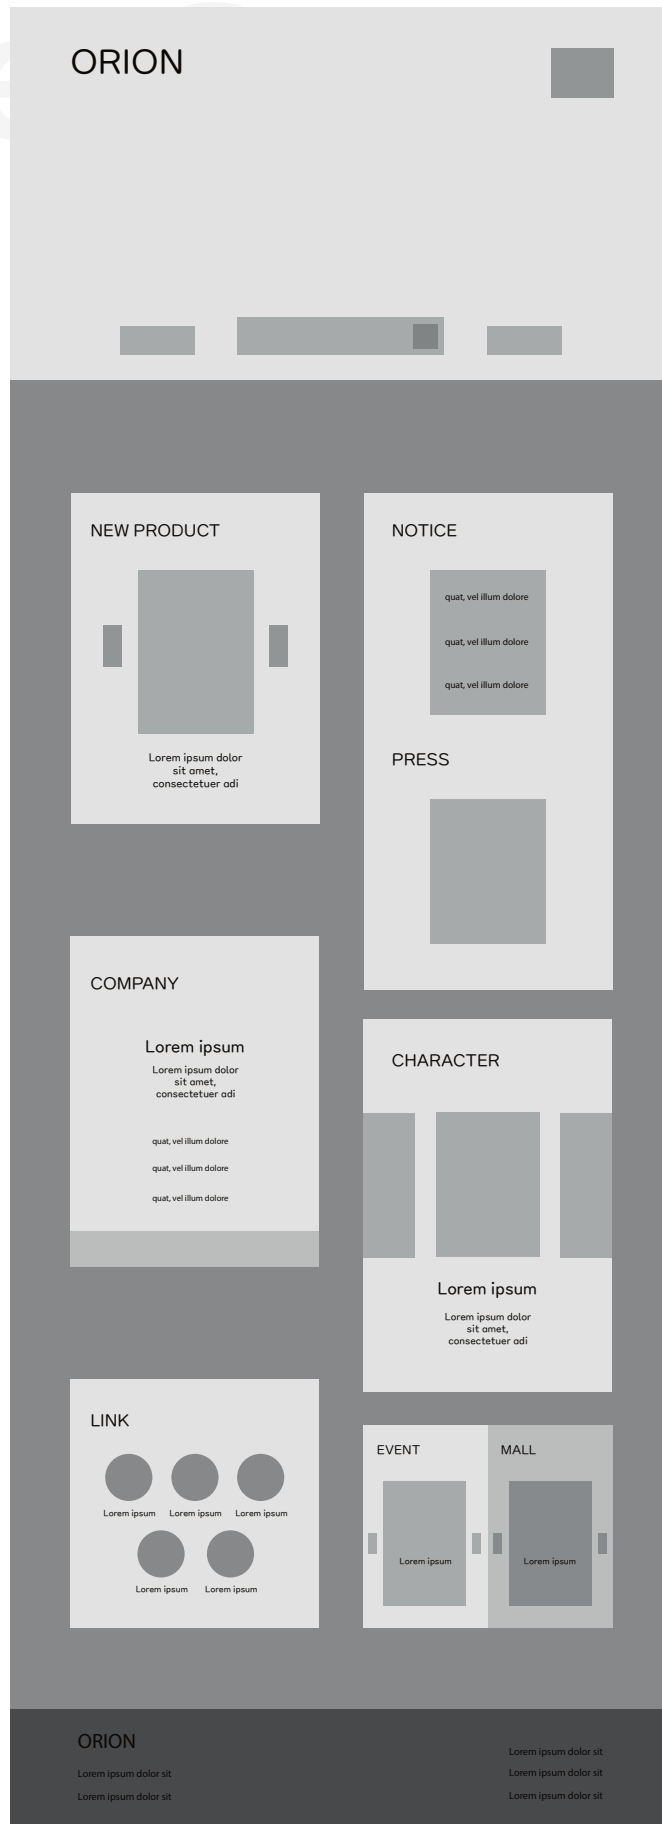 ORION
NEW PRODUCT
Lorem ipsum dolor
sit amet,
consectetuer adi
NOTICE
quat, vel illum dolore
quat, vel illum dolore
quat, vel illum dolore
PRESS
COMPANY
Lorem ipsum
Lorem ipsum dolor
sit amet,
consectetuer adi
quat, vel illum dolore
quat, vel illum dolore
quat, vel illum dolore
CHARACTER
Lorem ipsum
Lorem ipsum dolor
sit amet,
consectetuer adi
LINK
Lorem ipsum Lorem ipsum Lorem ipsum
Lorem ipsum Lorem ipsum
EVENT
Lorem ipsum
MALL
Lorem ipsum
ORION
Lorem ipsum dolor sit
Lorem ipsum dolor sit
Lorem ipsum dolor sit
Lorem ipsum dolor sit
Lorem ipsum dolor sit